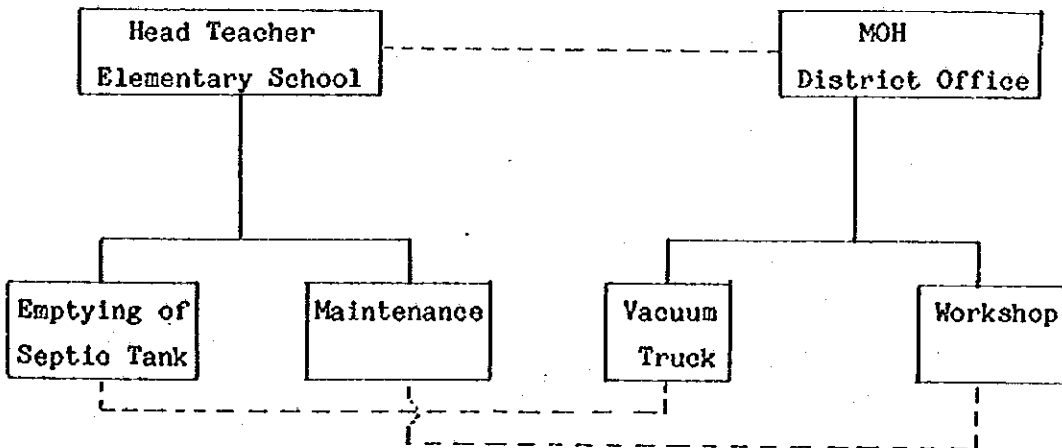 Head Teacher
Elementary School
MOH
District Office
Emptying of
Septio Tank
Maintenance
Vacuum
Truck
Workshop